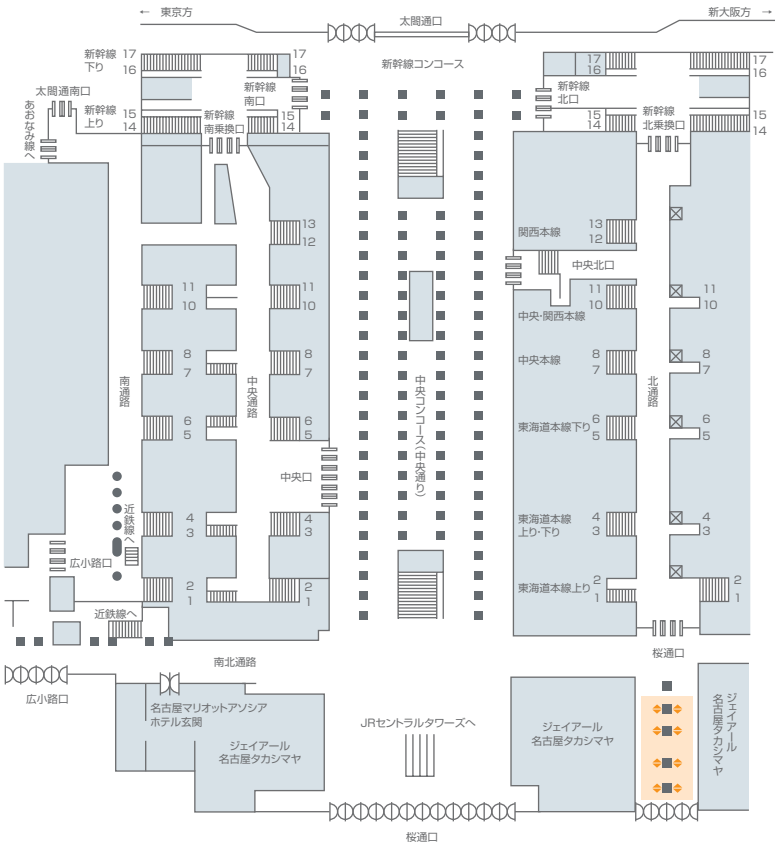 ← 東京方
新大阪方 →
太閤通口
新幹線コンコース
新幹線
下り
17
16
17
16
新幹線
南口
太閤通南口
あおなみ線へ
新幹線
上り
15
14
新幹線
南乗換口
15
14
17
16
新幹線
北口
17
16
15
14
新幹線
北乗換口
15
14
13
12
関西本線
13
12
中央北口
11
10
11
10
中央・関西本線
11
10
11
10
8
7
8
7
中央本線
8
7
8
7
南通路
中央通路
中央コンコース(中央通り)
北通路
6
5
6
5
東海道本線下り
6
5
6
5
中央口
近鉄線へ
4
3
4
3
東海道本線
上り・下り
4
3
4
3
広小路口
2
1
2
1
東海道本線上り
2
1
2
1
近鉄線へ
南北通路
桜通口
広小路口
名古屋マリオットアソシア
ホテル玄関
ジェイアール
名古屋タカシマヤ
JRセントラルタワーズへ
ジェイアール
名古屋タカシマヤ
ジェイアール
名古屋タカシマヤ
桜通口